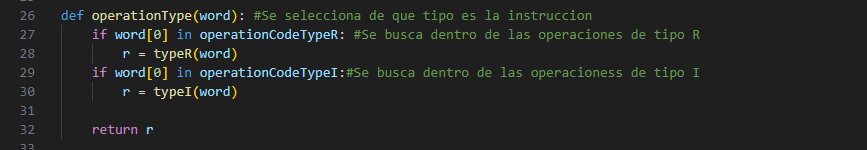 26 def operationType(word): #Se selecciona de que tipo es la instruccion
27 if word[0] in operationCodeTypeR: #Se busca dentro de las operaciones de tipo R
28 r = typeR(word)
29 if word[0] in operationCodeTypeI:#Se busca dentro de las operacioness de tipo I
30 r = typeI(word)
31
32 return r
33